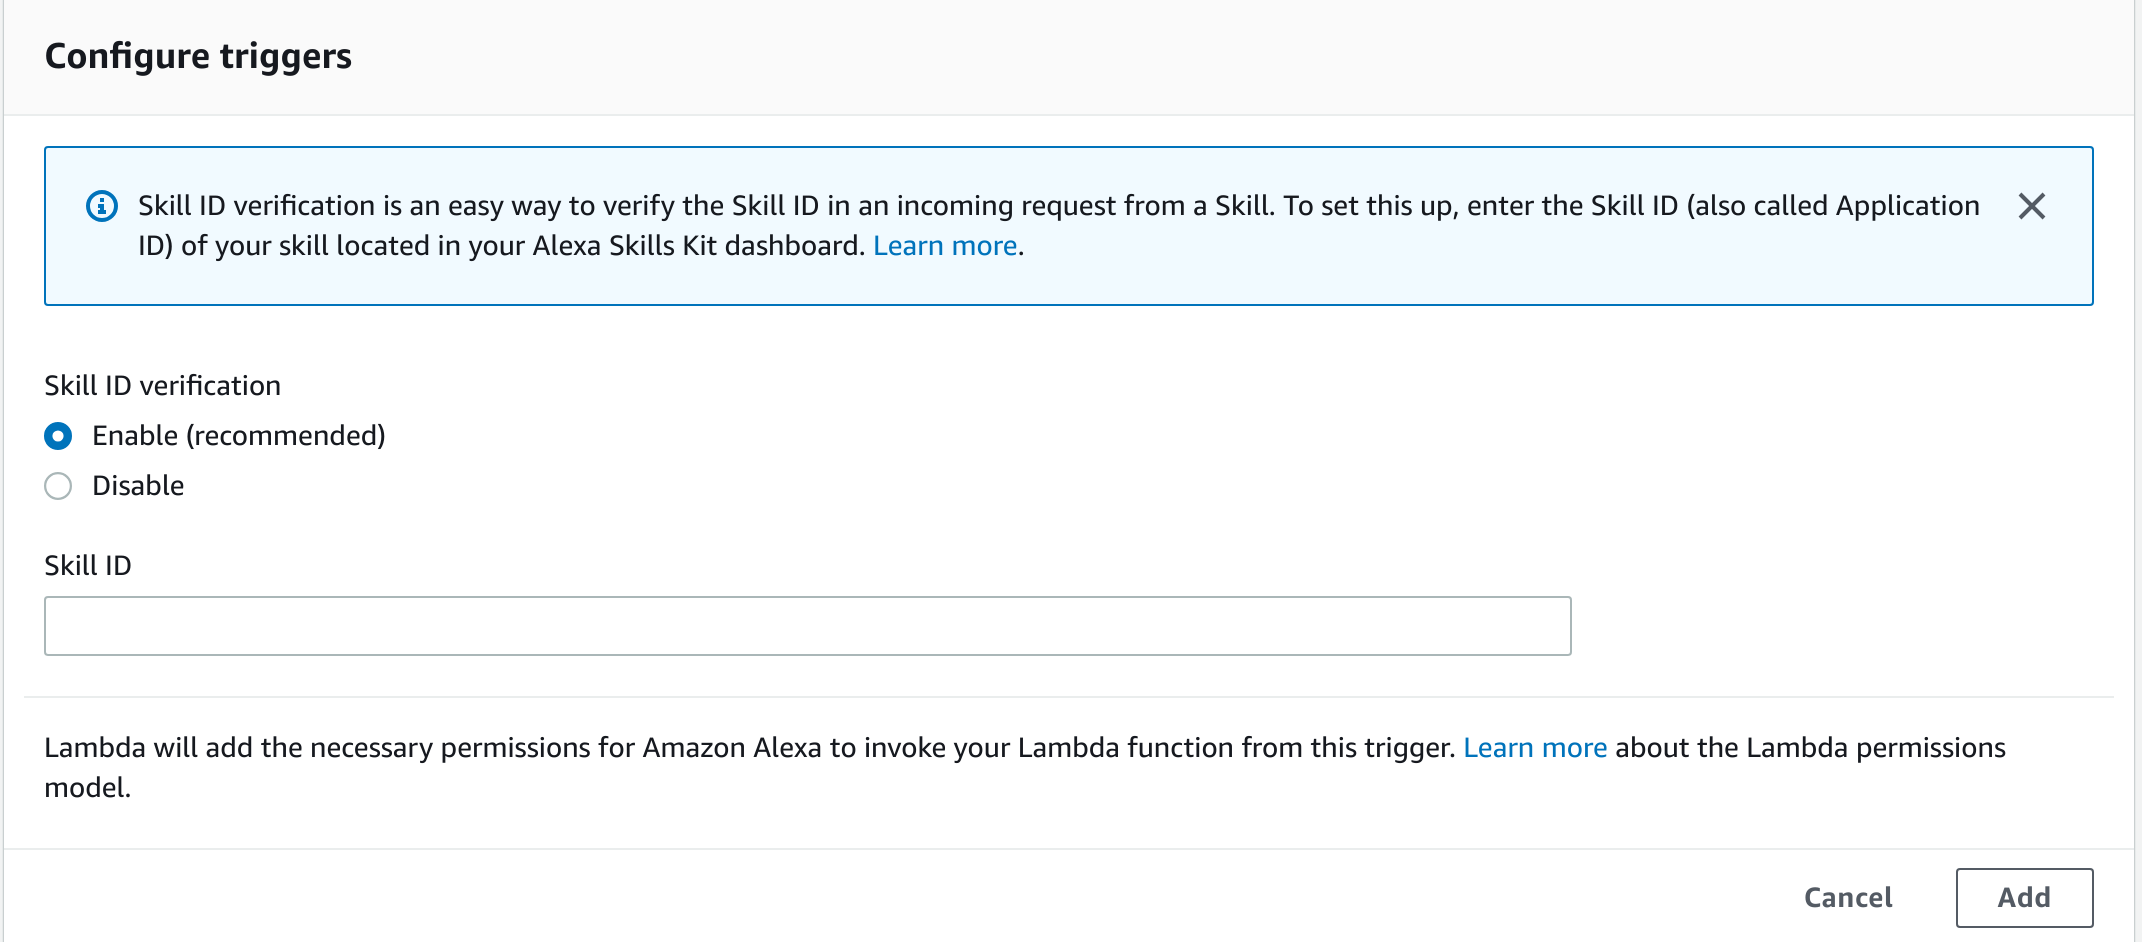 Configure triggers
Skill ID verification is an easy way to verify the Skill ID in an incoming request from a Skill. To set this up, enter the Skill ID (also called Application
ID) of your skill located in your Alexa Skills Kit dashboard. Learn more.
Skill ID verification
Enable (recommended)
Disable
Skill ID
Lambda will add the necessary permissions for Amazon Alexa to invoke your Lambda function from this trigger. Learn more about the Lambda permissions
model.
Cancel
Add